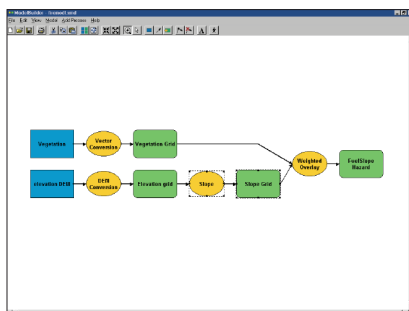 ModelBuilder
File Edit View Model Add Process Help
Vegetation
Vector
Conversion
Vegetation Grid
Weighted
Overlay
Fuel/Slope
Hazard
elevation DEM
DEM
Conversion
Elevation grid
Slope
Slope Grid